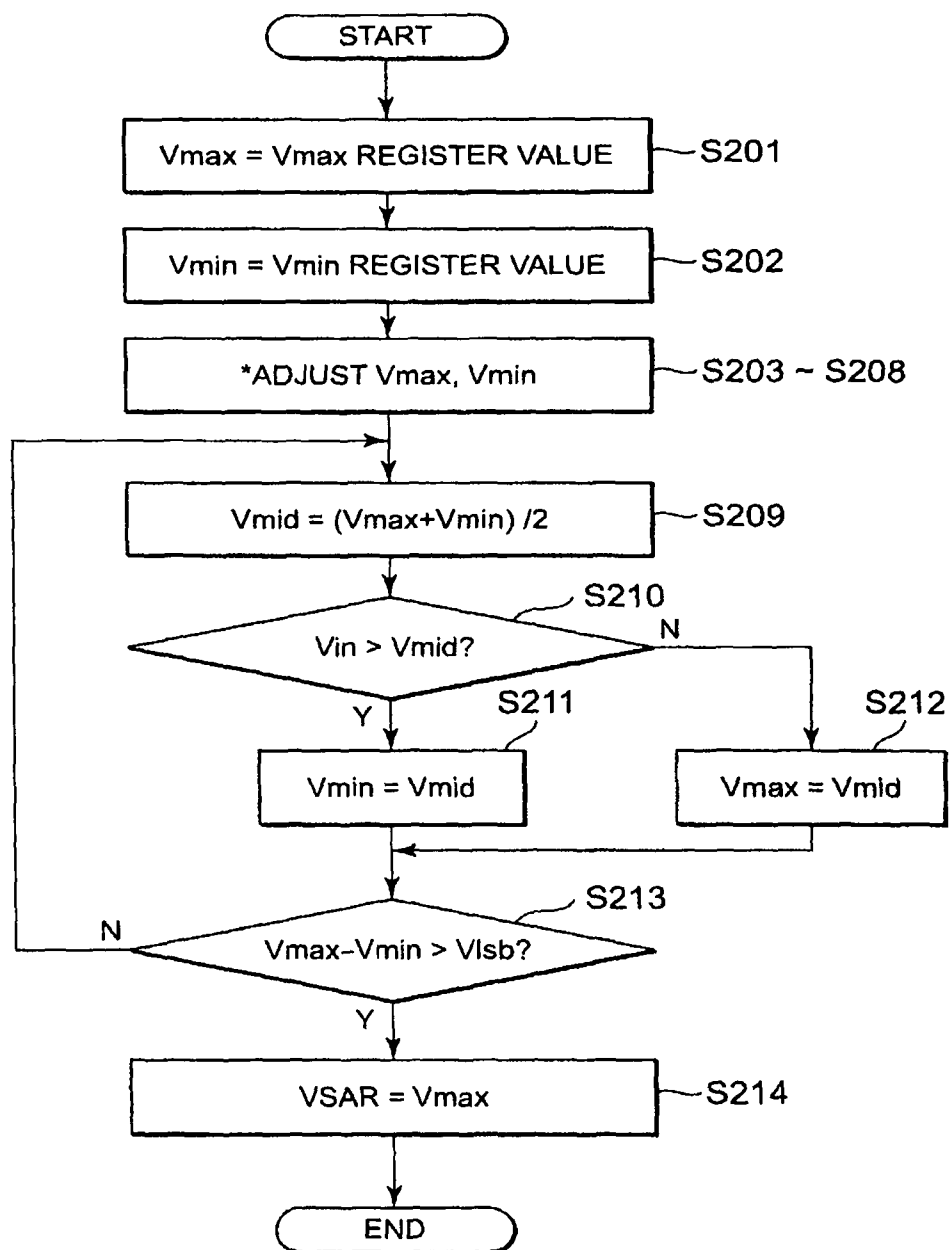 START
Vmax = Vmax REGISTER VALUE
S201
Vmin = Vmin REGISTER VALUE
S202
*ADJUST Vmax, Vmin
S203 ~ S208
Vmid = (Vmax+Vmin) /2
S209
S210
Vin > Vmid?
N
Y
S211
S212
Vmin = Vmid
Vmax = Vmid
S213
N
Vmax–Vmin > Vlsb?
Y
VSAR = Vmax
S214
END